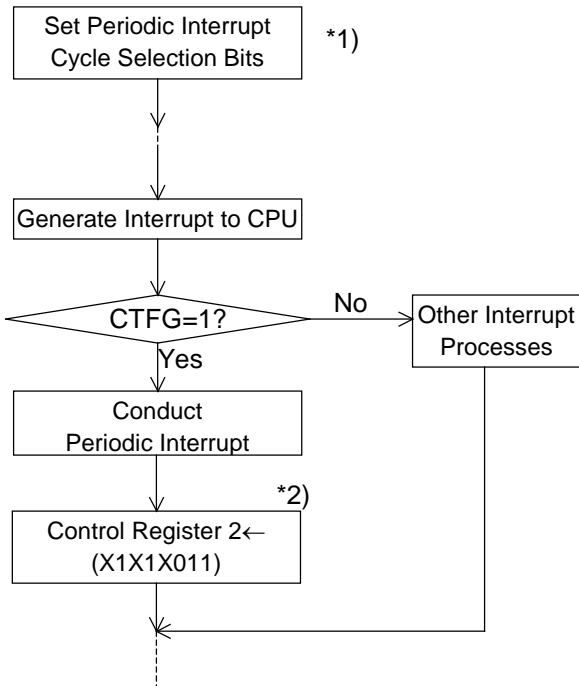 Set Periodic Interrupt
Cycle Selection Bits
*1)
Generate Interrupt to CPU
CTFG=1?
No
Other Interrupt
Processes
Yes
Conduct
Periodic Interrupt
*2)
Control Register 2←
(X1X1X011)